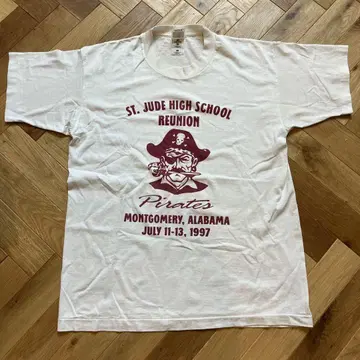 ST. JUDE HIGH SCHOOL
REUNION
Pirates
MONTGOMERY, ALABAMA
JULY 11-13, 1997